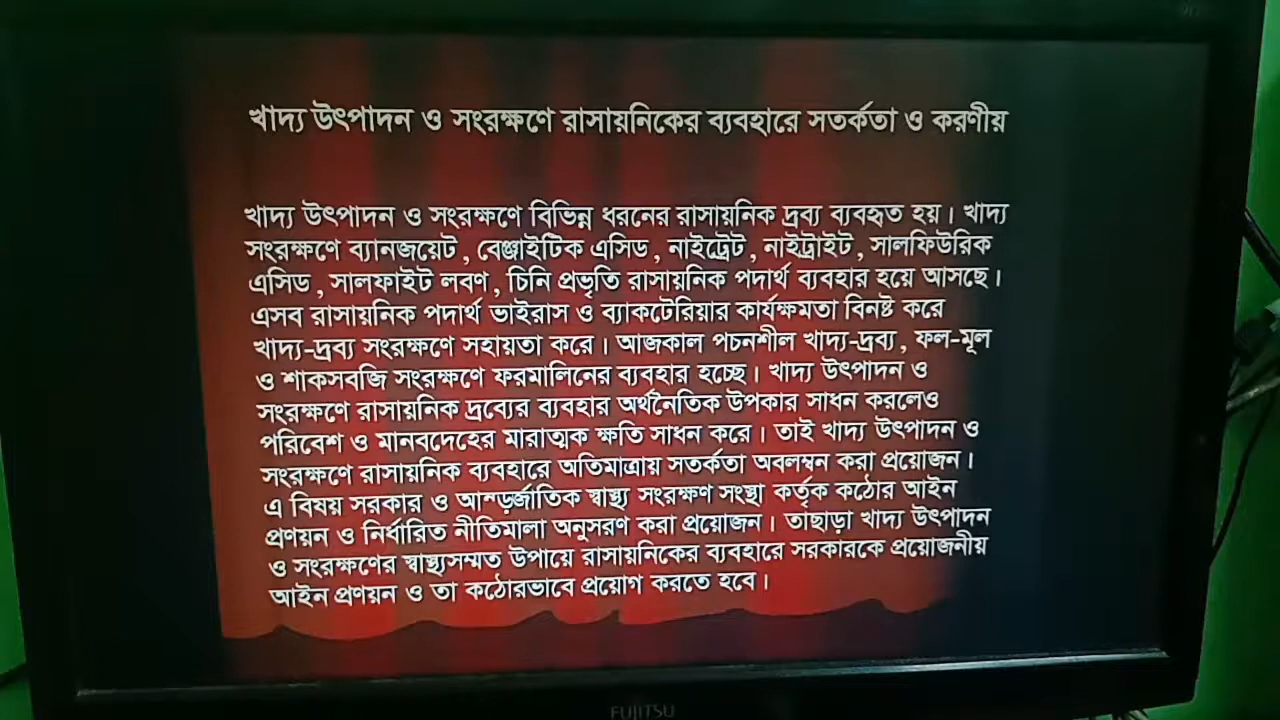 খাদ্য উৎপাদন ও সংরক্ষণে রাসায়নিকের ব্যবহারে সতর্কতা ও করণীয়
খাদ্য উৎপাদন ও সংরক্ষণে বিভিন্ন ধরনের রাসায়নিক দ্রব্য ব্যবহৃত হয়। খাদ্য
সংরক্ষণে ব্যানজয়েট , বেঞ্জাইটিক এসিড , নাইট্রেট , নাইট্রাইট , সালফিউরিক
এসিড , সালফাইট লবণ , চিনি প্রভৃতি রাসায়নিক পদার্থ ব্যবহার হয়ে আসছে।
এসব রাসায়নিক পদার্থ ভাইরাস ও ব্যাকটেরিয়ার কার্যক্ষমতা বিনষ্ট করে
খাদ্য-দ্রব্য সংরক্ষণে সহায়তা করে। আজকাল পচনশীল খাদ্য-দ্রব্য , ফল-মূল
ও শাকসবজি সংরক্ষণে ফরমালিনের ব্যবহার হচ্ছে। খাদ্য উৎপাদন ও
সংরক্ষণে রাসায়নিক দ্রব্যের ব্যবহার অর্থনৈতিক উপকার সাধন করলেও
পরিবেশ ও মানবদেহের মারাত্মক ক্ষতি সাধন করে। তাই খাদ্য উৎপাদন ও
সংরক্ষণে রাসায়নিক ব্যবহারে অতিমাত্রায় সতর্কতা অবলম্বন করা প্রয়োজন।
এ বিষয় সরকার ও আন্ড়র্জাতিক স্বাস্থ্য সংরক্ষণ সংস্থা কর্তৃক কঠোর আইন
প্রণয়ন ও নির্ধারিত নীতিমালা অনুসরণ করা প্রয়োজন। তাছাড়া খাদ্য উৎপাদন
ও সংরক্ষণের স্বাস্থ্যসম্মত উপায়ে রাসায়নিকের ব্যবহারে সরকারকে প্রয়োজনীয়
আইন প্রণয়ন ও তা কঠোরভাবে প্রয়োগ করতে হবে।
FUJITSU